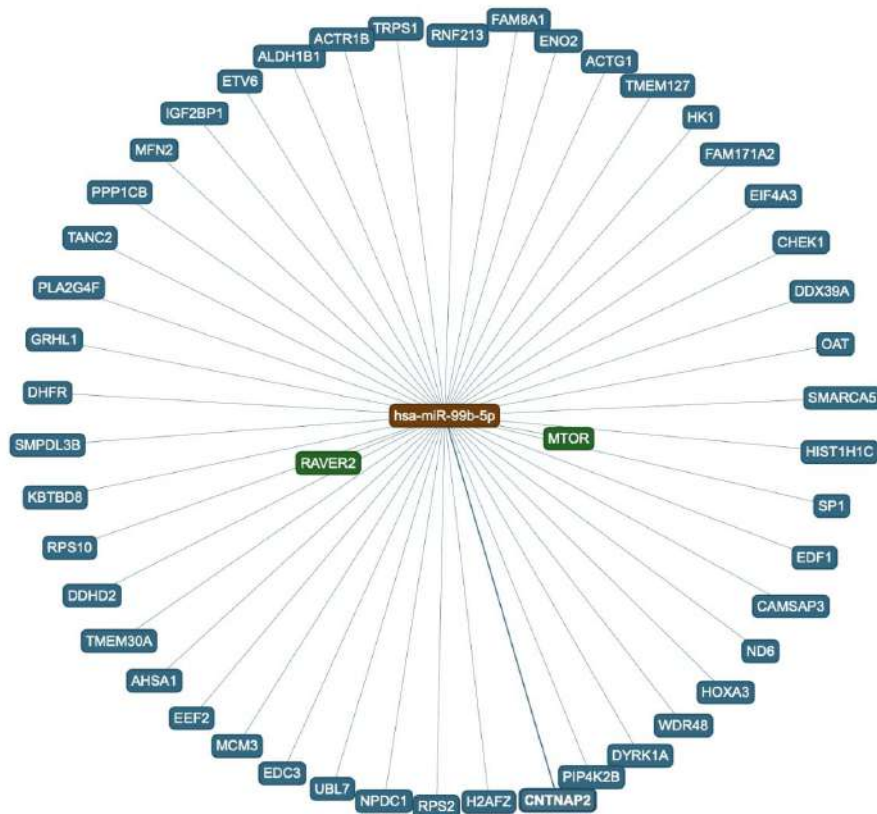 FAM8A1
TRPS1
RNF213
ACTR1B
ENO2
ALDH1B1
ACTG1
ETV6
TMEM127
IGF2BP1
HK1
MFN2
FAM171A2
PPP1CB
EIF4A3
TANC2
CHEK1
PLA2G4F
DDX39A
GRHL1
OAT
DHFR
SMARCA5
hsa-miR-99b-5p
MTOR
SMPDL3B
HIST1H1C
RAVER2
KBTBD8
SP1
RPS10
EDF1
DDHD2
CAMSAP3
TMEM30A
ND6
AHSA1
HOXA3
EEF2
WDR48
MCM3
DYRK1A
EDC3
PIP4K2B
UBL7
NPDC1
RPS2
H2AFZ
CNTNAP2